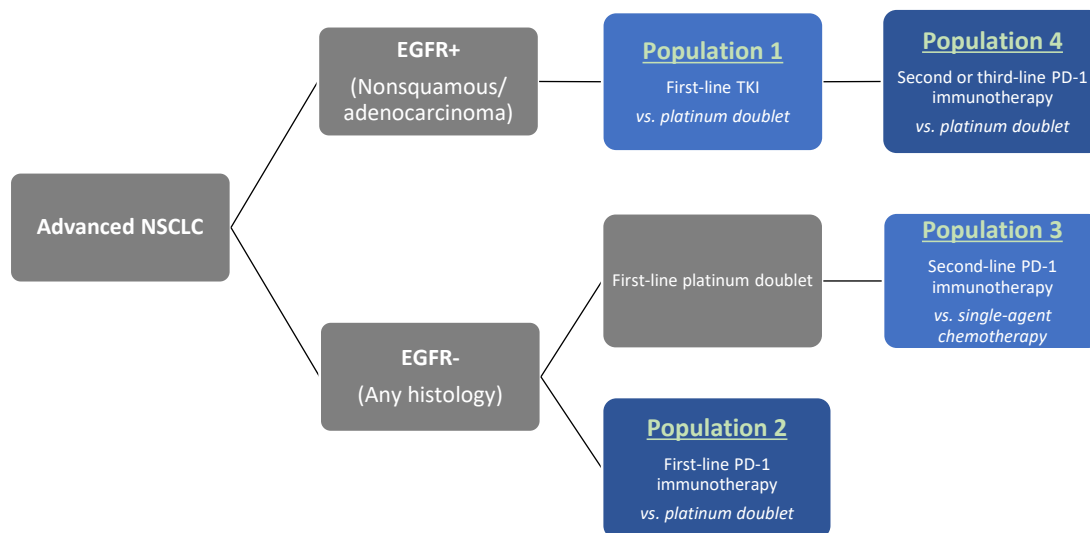 EGFR+
(Nonsquamous/
adenocarcinoma)
Population 1
First-line TKI
vs. platinum doublet
Population 4
Second or third-line PD-1
immunotherapy
vs. platinum doublet
Advanced NSCLC
First-line platinum doublet
Population 3
Second-line PD-1
immunotherapy
vs. single-agent
chemotherapy
EGFR-
(Any histology)
Population 2
First-line PD-1
immunotherapy
vs. platinum doublet